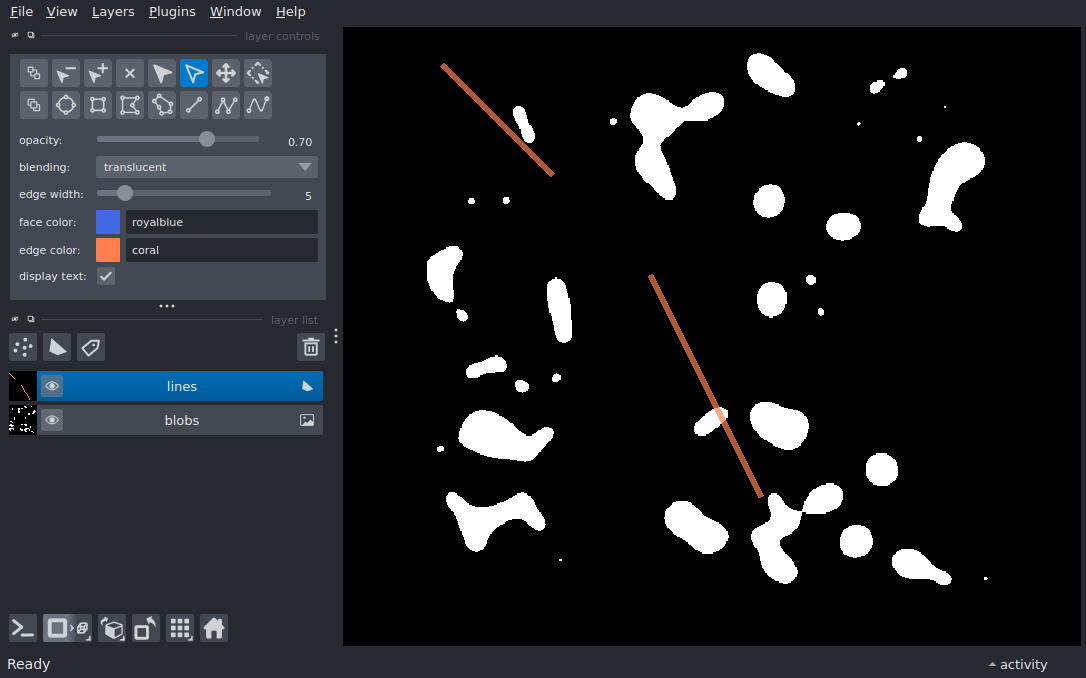 File View Layers Plugins Window Help
layer controls
opacity: 0.70
blending: translucent
edge width: 5
face color: royalblue
edge color: coral
display text:
layer list
lines
blobs
Ready activity